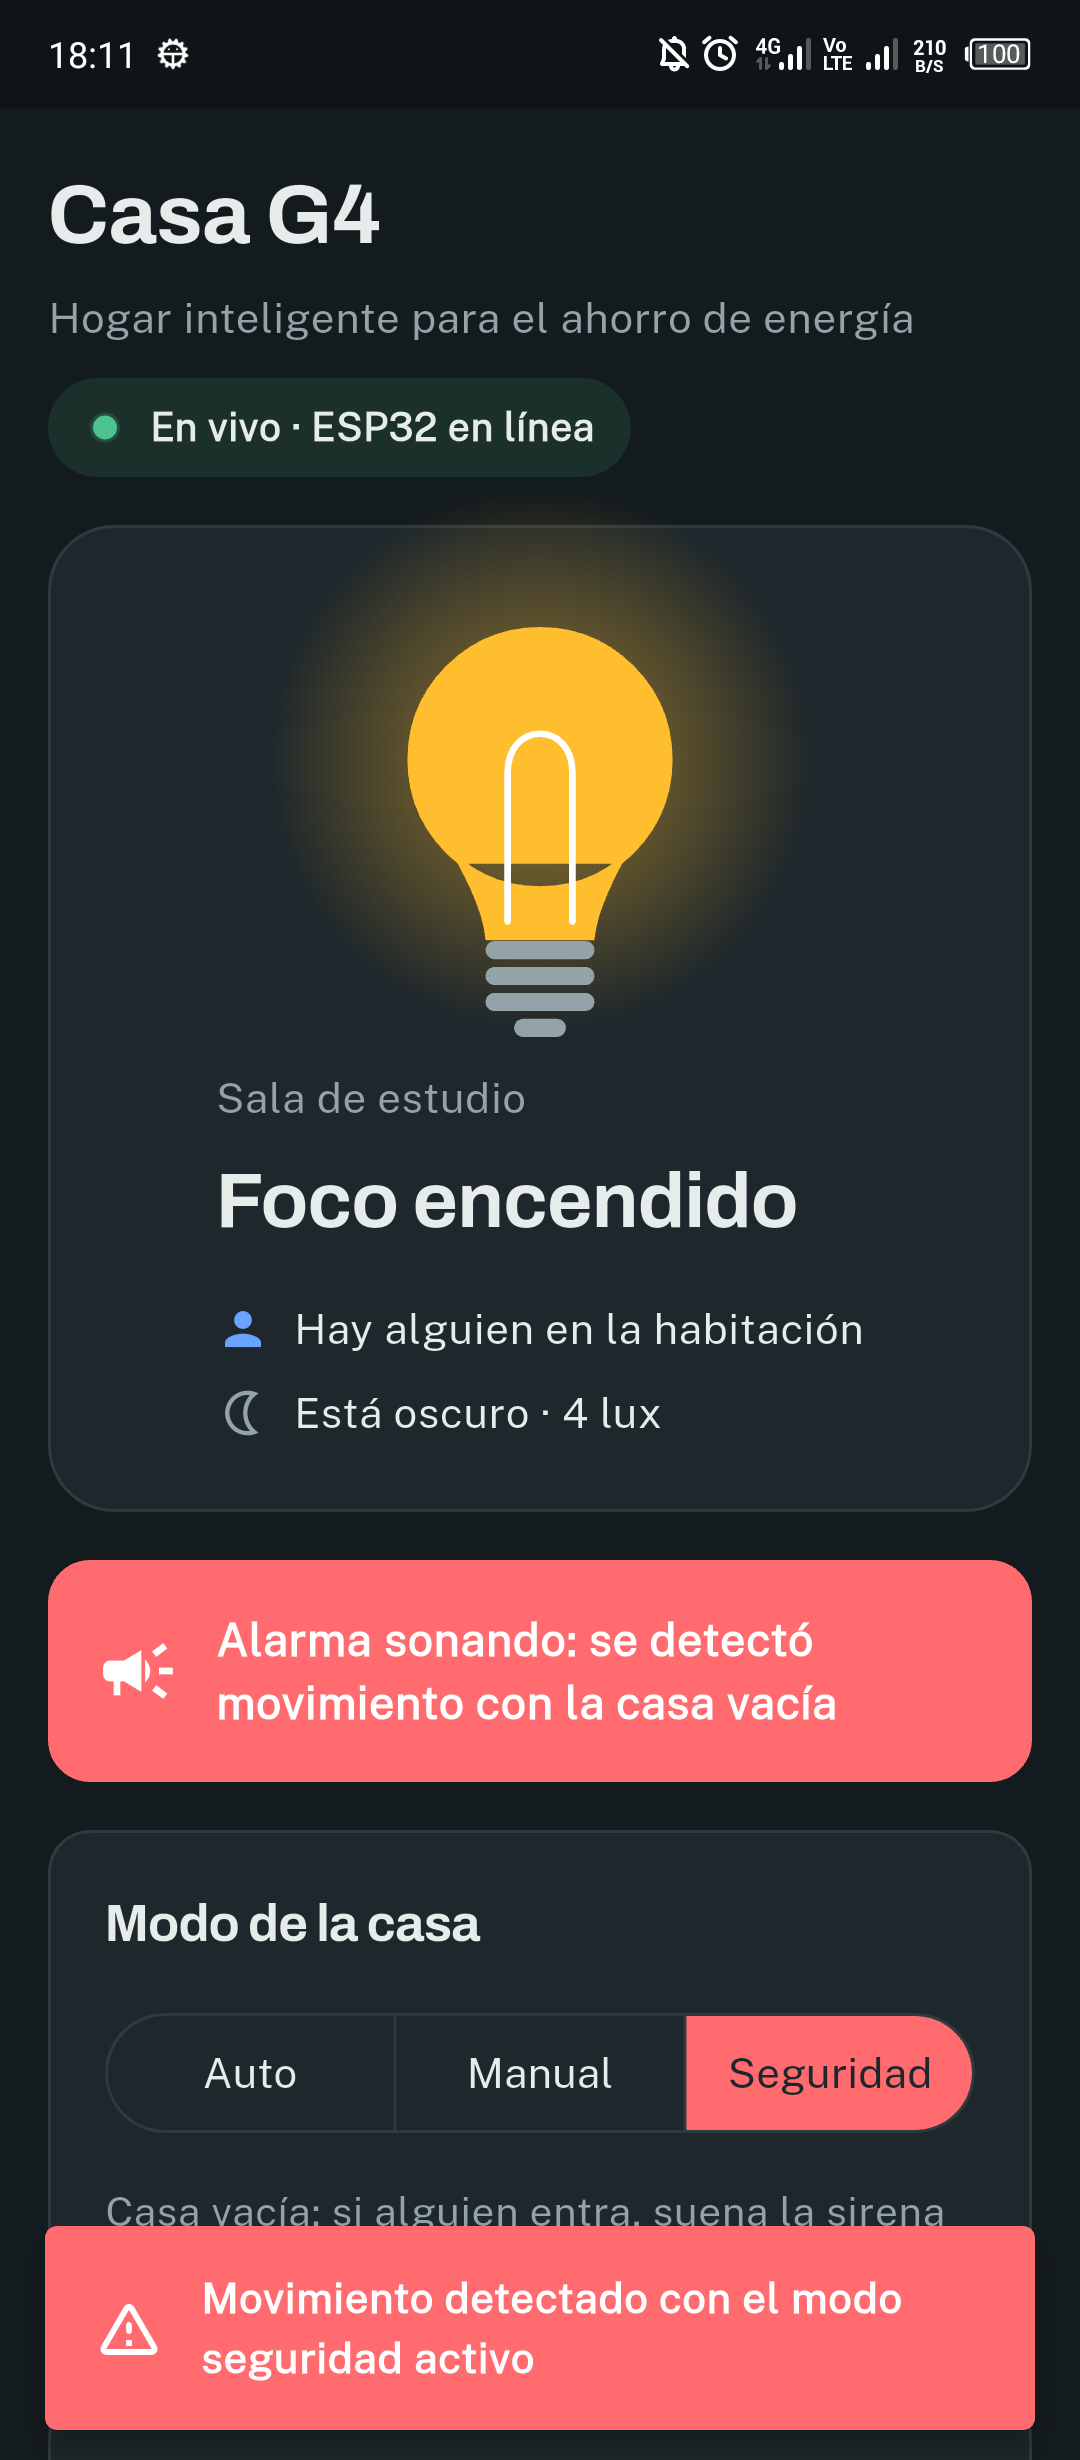 18:11
4G
Vo
LTE
210
B/S
100
Casa G4
Hogar inteligente para el ahorro de energía
En vivo · ESP32 en línea
Sala de estudio
Foco encendido
Hay alguien en la habitación
Está oscuro · 4 lux
Alarma sonando: se detectó
movimiento con la casa vacía
Modo de la casa
Auto
Manual
Seguridad
Casa vacía: si alguien entra, suena la sirena
Movimiento detectado con el modo
seguridad activo